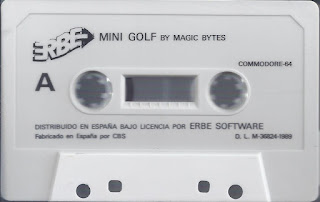 ERBE MINI GOLF BY MAGIC BYTES
COMMODORE-64
A
DISTRIBUIDO EN ESPAÑA BAJO LICENCIA POR ERBE SOFTWARE
Fabricado en España por CBS D. L. M-36824-1989